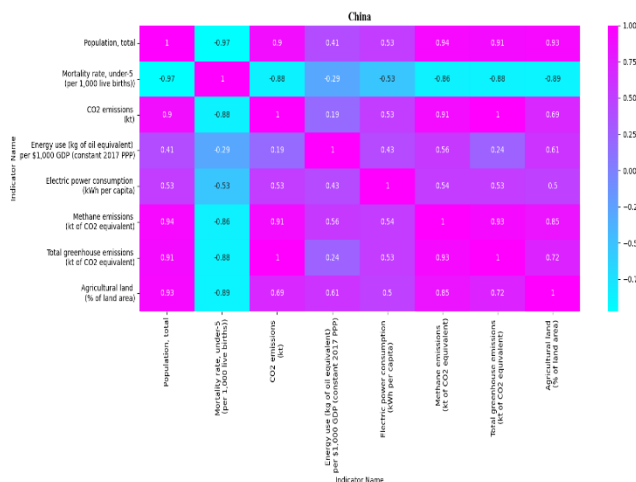 China
Population, total
1 -0.97 0.9 0.41 0.53 0.94 0.91 0.93
Mortality rate, under-5
(per 1,000 live births))
-0.97 1 -0.88 -0.29 -0.53 -0.86 -0.88 -0.89
CO2 emissions
(kt)
0.9 -0.88 1 0.19 0.53 0.91 1 0.69
Energy use (kg of oil equivalent)
per $1,000 GDP (constant 2017 PPP)
0.41 -0.29 0.19 1 0.43 0.56 0.24 0.61
Electric power consumption
(kWh per capita)
0.53 -0.53 0.53 0.43 1 0.54 0.53 0.5
Methane emissions
(kt of CO2 equivalent)
0.94 -0.86 0.91 0.56 0.54 1 0.93 0.85
Total greenhouse emissions
(kt of CO2 equivalent)
0.91 -0.88 1 0.24 0.53 0.93 1 0.72
Agricultural land
(% of land area)
0.93 -0.89 0.69 0.61 0.5 0.85 0.72 1
Indicator Name
Population, total
Mortality rate, under-5
(per 1,000 live births))
CO2 emissions
(kt)
Energy use (kg of oil equivalent)
per $1,000 GDP (constant 2017 PPP)
Electric power consumption
(kWh per capita)
Methane emissions
(kt of CO2 equivalent)
Total greenhouse emissions
(kt of CO2 equivalent)
Agricultural land
(% of land area)
Indicator Name
1.00
0.75
0.50
0.25
0.00
-0.25
-0.50